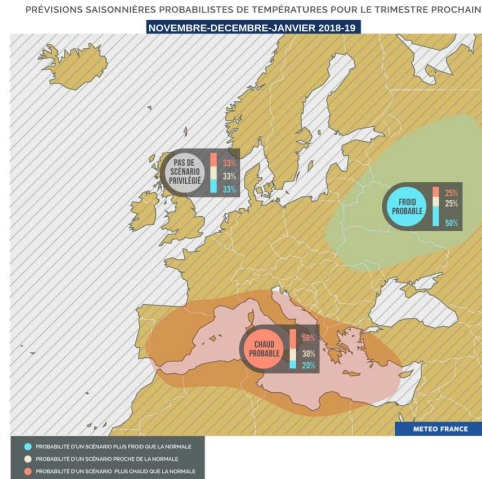 PRÉVISIONS SAISONNIÈRES PROBABILISTES DE TEMPÉRATURES POUR LE TRIMESTRE PROCHAIN
NOVEMBRE-DECEMBRE-JANVIER 2018-19
PAS DE
SCÉNARIO
PRIVILÉGIÉ
33%
33%
33%
FROID
PROBABLE
25%
25%
50%
CHAUD
PROBABLE
50%
30%
20%
METEO FRANCE
PROBABILITÉ D'UN SCÉNARIO PLUS FROID QUE LA NORMALE
PROBABILITÉ D'UN SCÉNARIO PROCHE DE LA NORMALE
PROBABILITÉ D'UN SCÉNARIO PLUS CHAUD QUE LA NORMALE